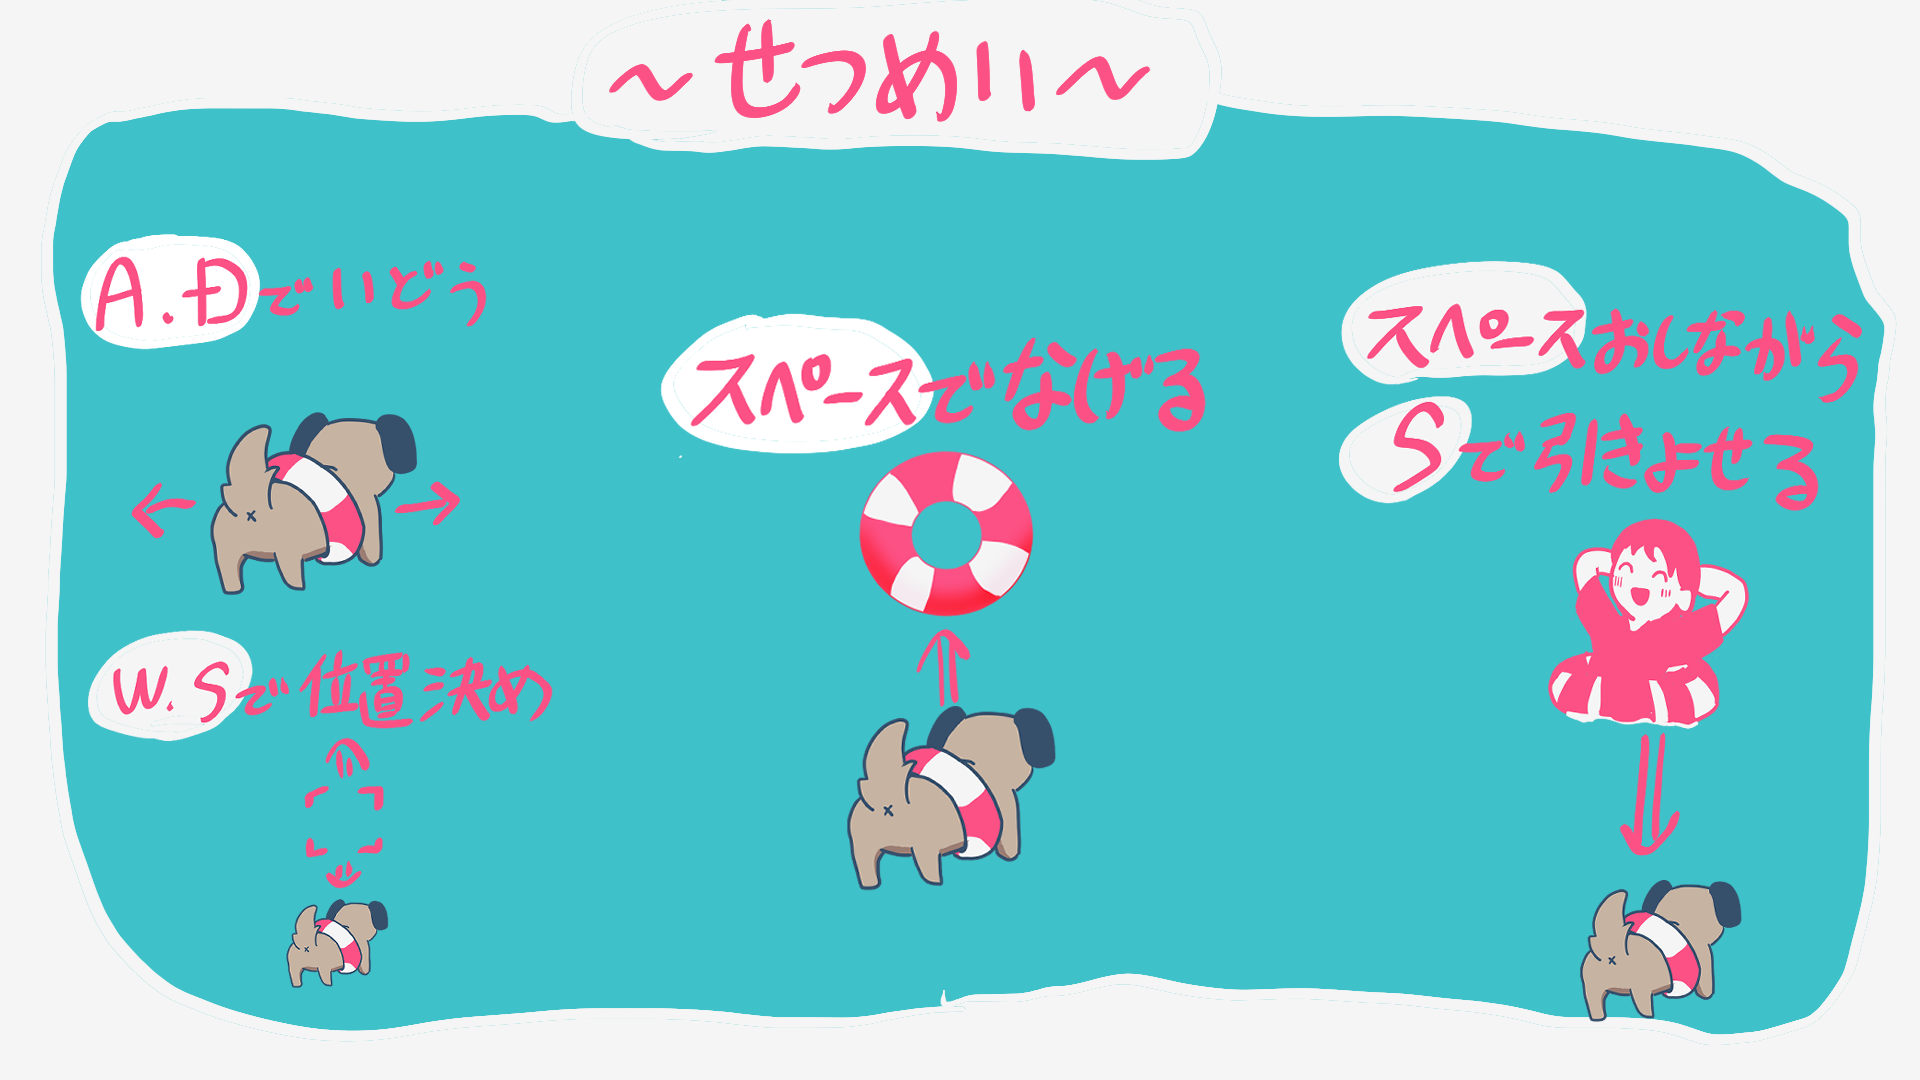 ～せつめい～
A.Dでいどう
W.Sで位置決め
スペースでなげる
スペースおしながら
Sで引きよせる